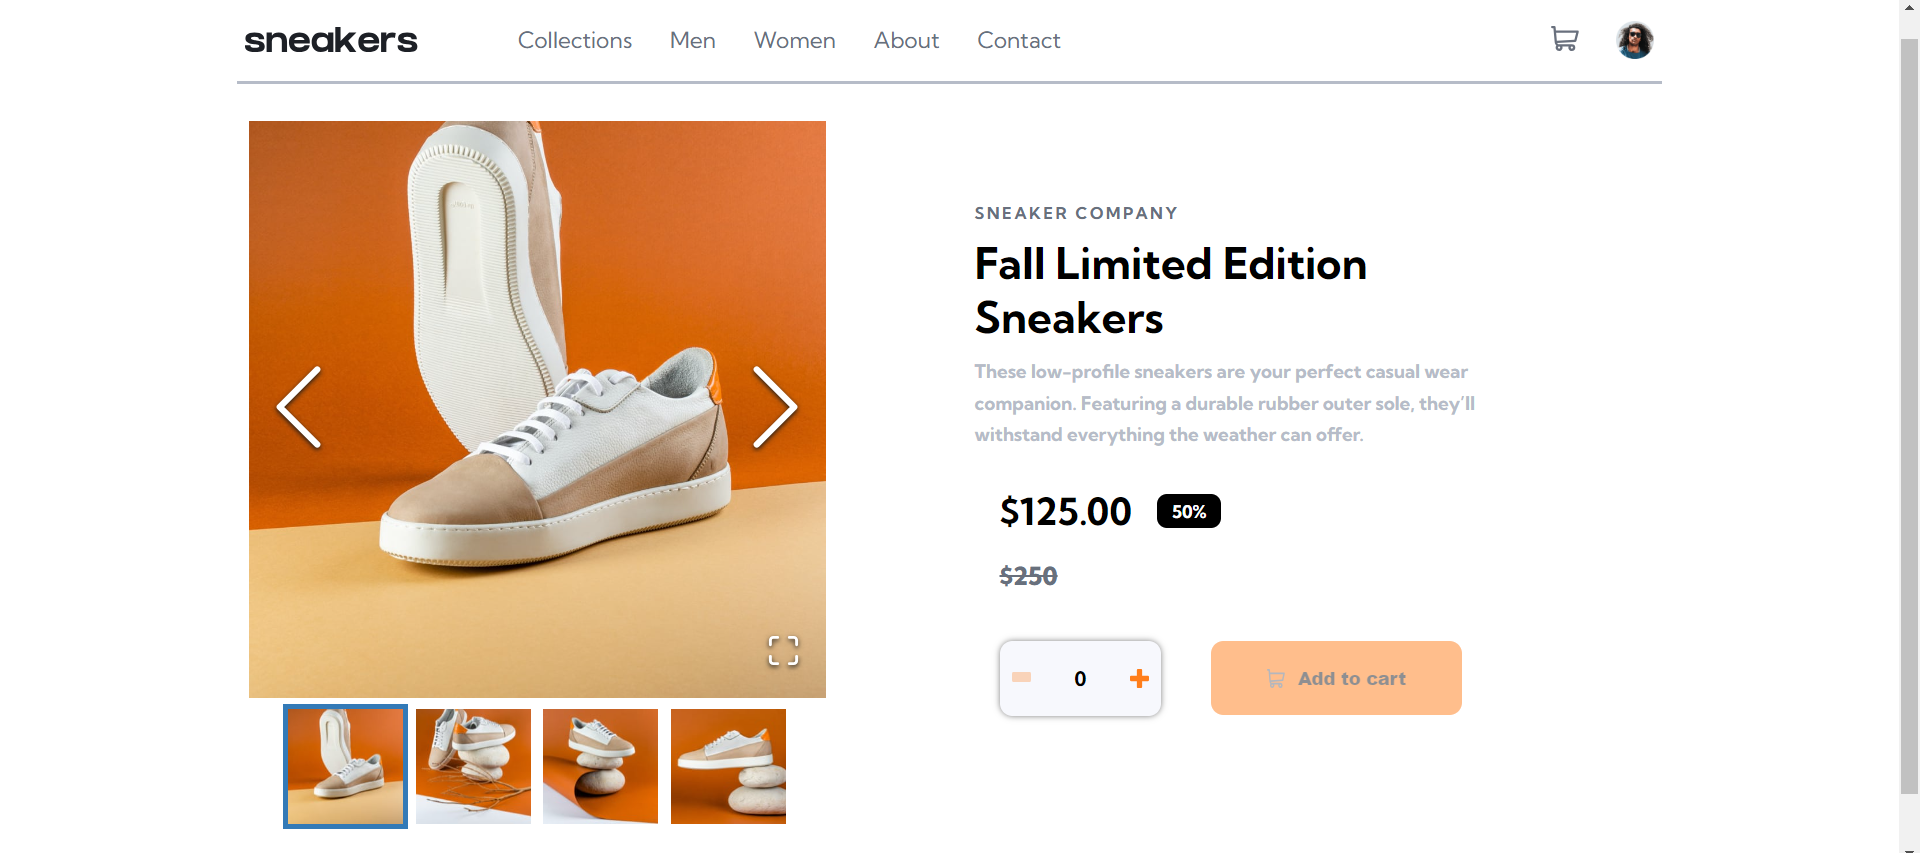 sneakers
Collections
Men
Women
About
Contact
SNEAKER COMPANY
Fall Limited Edition
Sneakers
These low-profile sneakers are your perfect casual wear
companion. Featuring a durable rubber outer sole, they’ll
withstand everything the weather can offer.
$125.00
50%
$250
0
Add to cart